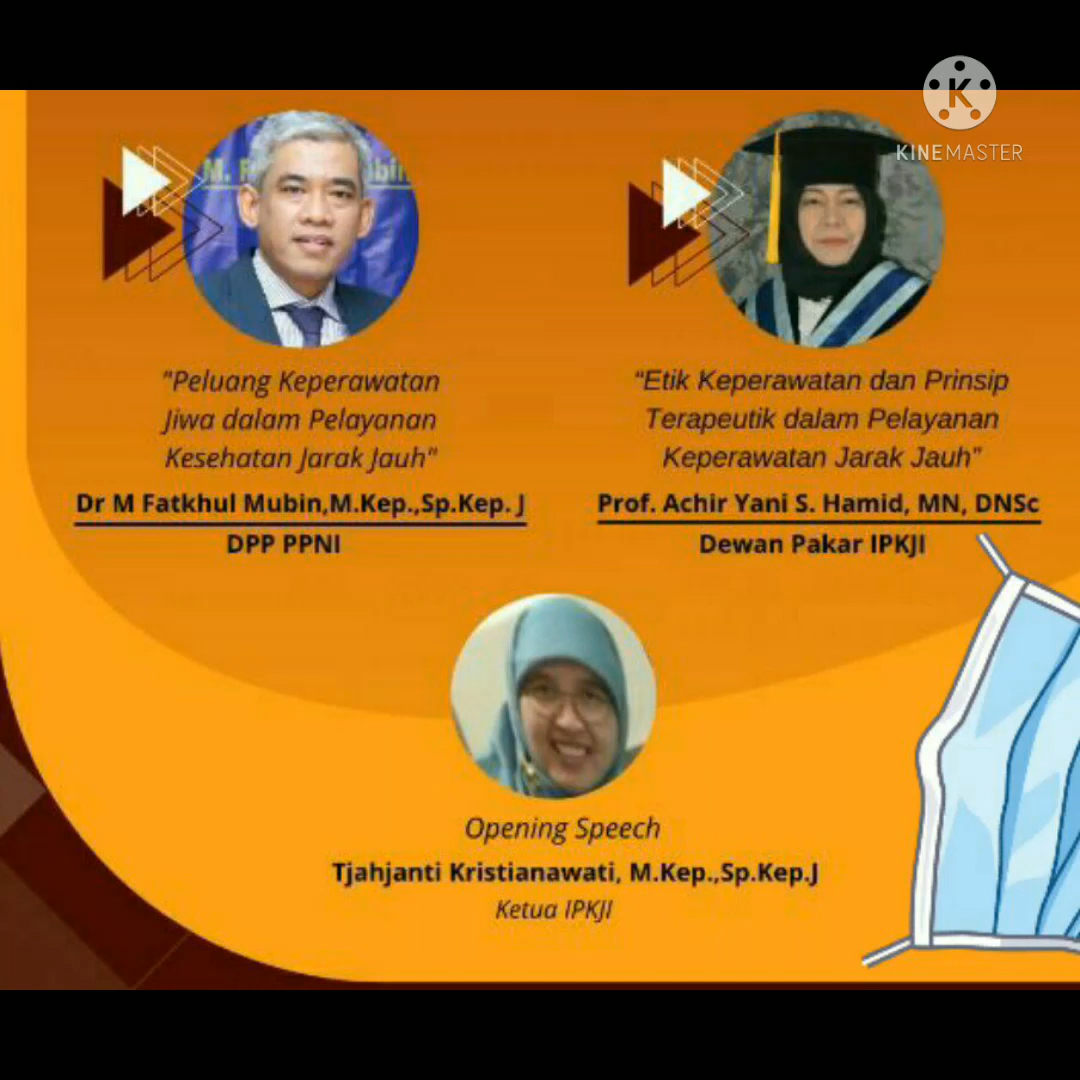 K
KINEMASTER
"Peluang Keperawatan
Jiwa dalam Pelayanan
Kesehatan Jarak Jauh"
Dr M Fatkhul Mubin,M.Kep.,Sp.Kep. J
DPP PPNI
“Etik Keperawatan dan Prinsip
Terapeutik dalam Pelayanan
Keperawatan Jarak Jauh”
Prof. Achir Yani S. Hamid, MN, DNSc
Dewan Pakar IPKJI
Opening Speech
Tjahjanti Kristianawati, M.Kep.,Sp.Kep.J
Ketua IPKJI